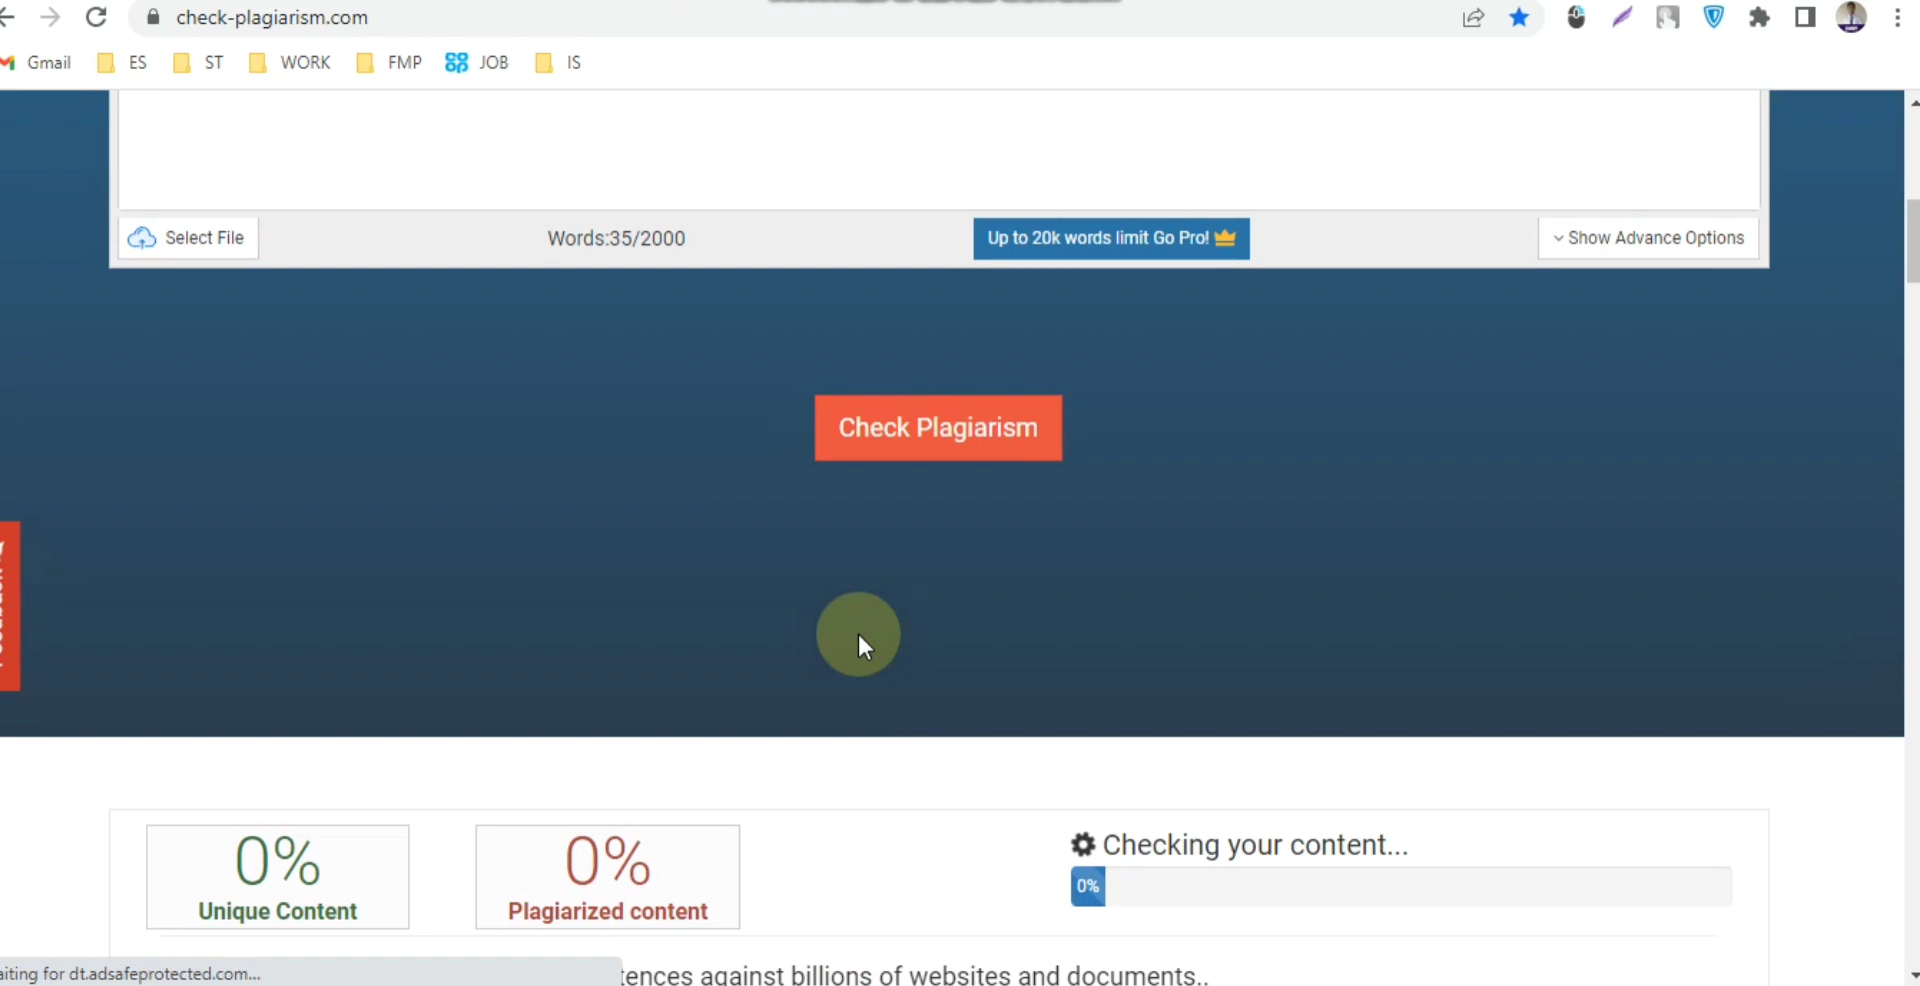 check-plagiarism.com
Gmail ES ST WORK FMP JOB IS
Select File Words:35/2000 Up to 20k words limit Go Pro! Show Advance Options
Check Plagiarism
0% 0% Checking your content...
0%
Unique Content Plagiarized content
aiting for dt.adsafeprotected.com... tences against billions of websites and documents..